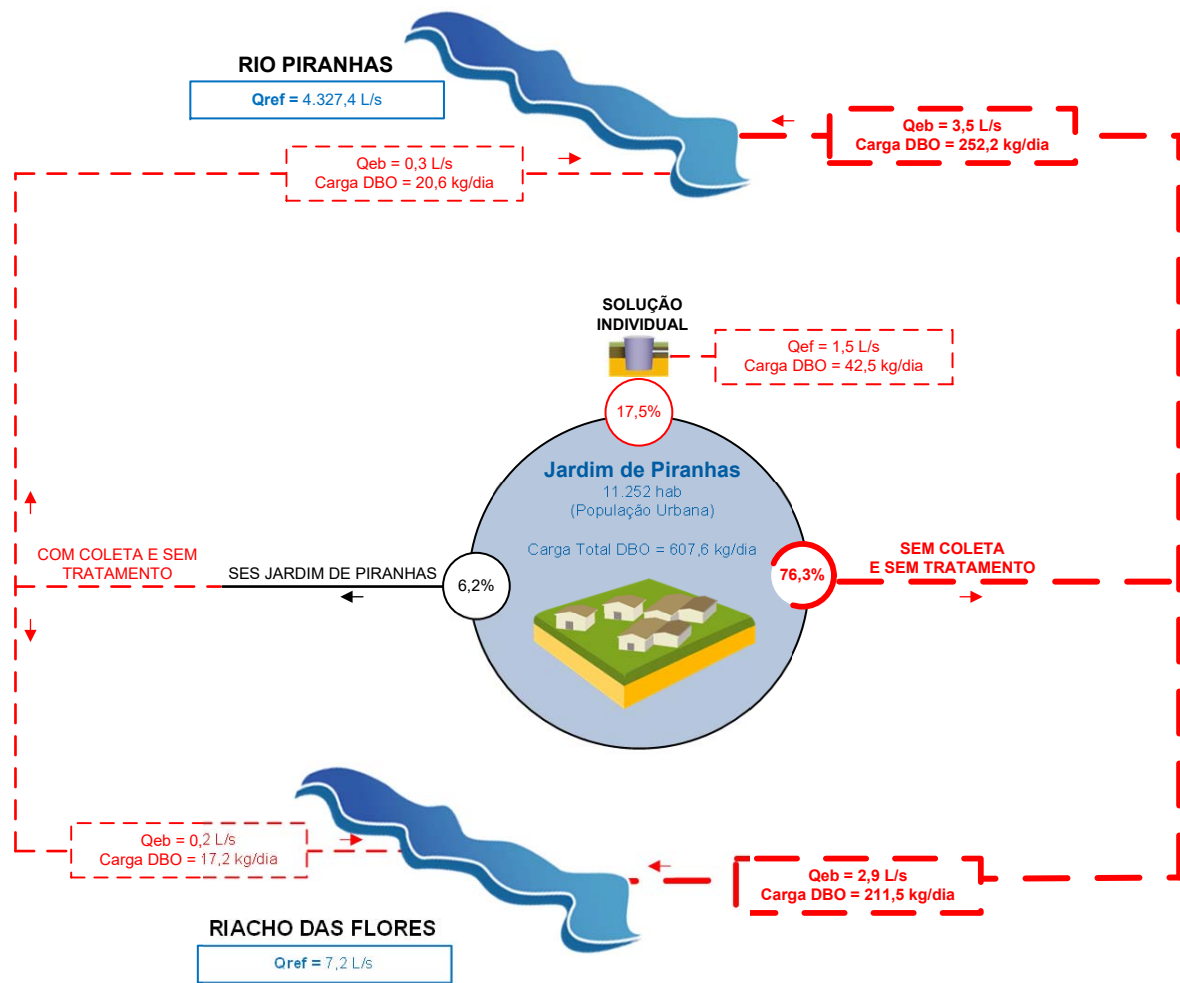 RIO PIRANHAS
Qref = 4.327,4 L/s
Qeb = 3,5 L/s
Carga DBO = 252,2 kg/dia
Qeb = 0,3 L/s
Carga DBO = 20,6 kg/dia
SOLUÇÃO
INDIVIDUAL
Qef = 1,5 L/s
Carga DBO = 42,5 kg/dia
17,5%
Jardim de Piranhas
11.252 hab
(População Urbana)
Carga Total DBO = 607,6 kg/dia
COM COLETA E SEM
TRATAMENTO
SES JARDIM DE PIRANHAS
6,2%
76,3%
SEM COLETA
E SEM TRATAMENTO
Qeb = 0,2 L/s
Carga DBO = 17,2 kg/dia
Qeb = 2,9 L/s
Carga DBO = 211,5 kg/dia
RIACHO DAS FLORES
Qref = 7,2 L/s